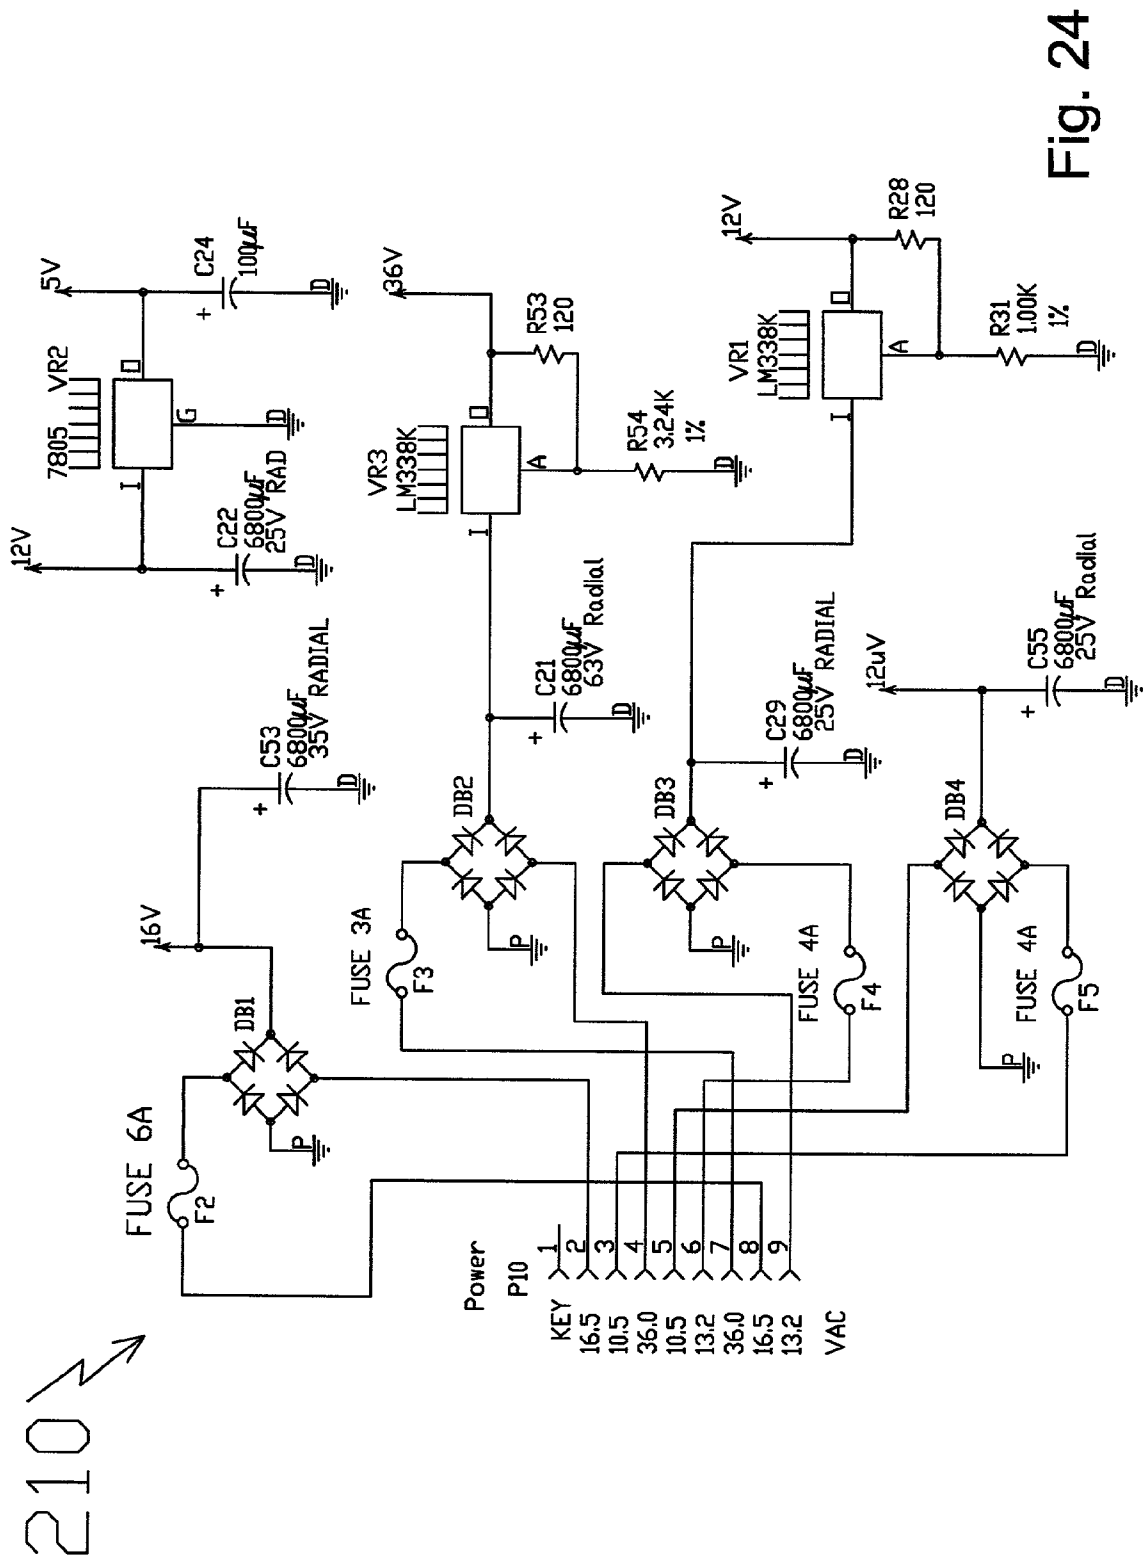 210
FUSE 6A
F2
DB1
P
16V
+
C53
6800µF
35V RADIAL
D
12V
+
C22
6800µF
25V RAD
D
7805
VR2
I
O
G
D
5V
+
C24
100µF
D
FUSE 3A
F3
DB2
P
+
C21
6800µF
63V Radial
D
VR3
LM338K
I
O
A
36V
R53
120
R54
3.24K
1%
D
DB3
P
FUSE 4A
F4
+
C29
6800µF
25V RADIAL
D
VR1
LM338K
I
O
A
12V
R28
120
R31
1.00K
1%
D
DB4
P
FUSE 4A
F5
12uV
+
C55
6800µF
25V Radial
D
Power
P10
KEY 1
16.5 2
10.5 3
36.0 4
10.5 5
13.2 6
36.0 7
16.5 8
13.2 9
VAC
Fig. 24